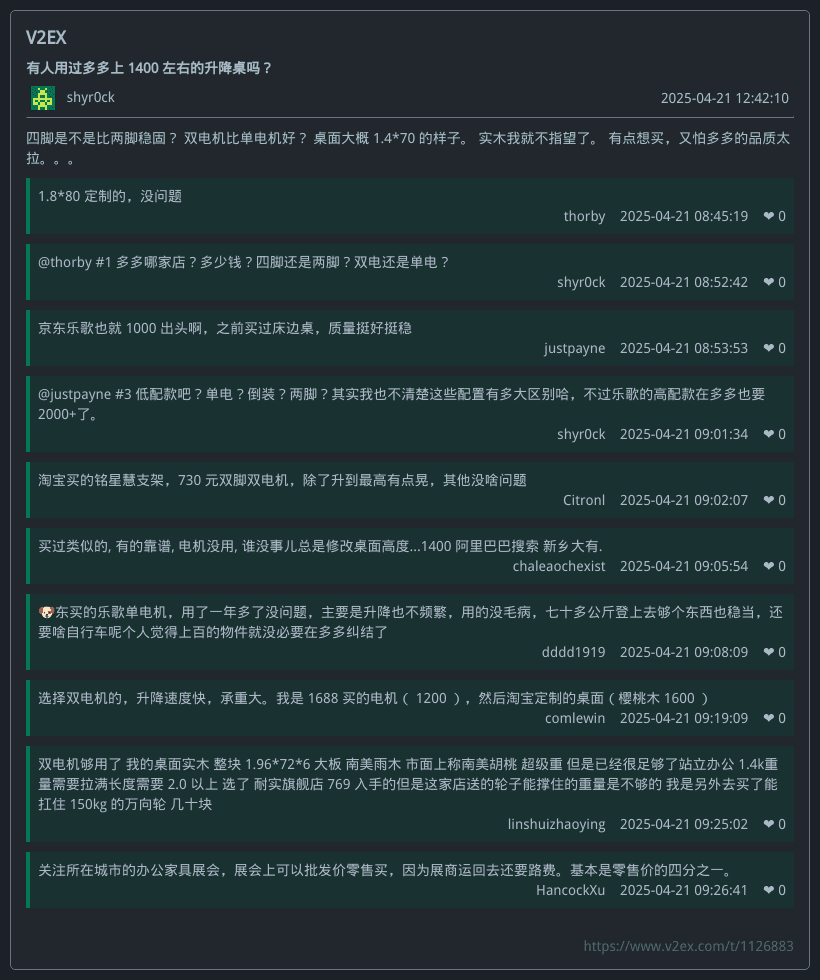 V2EX
有人用过多多上 1400 左右的升降桌吗？
shyr0ck
2025-04-21 12:42:10
四脚是不是比两脚稳固？ 双电机比单电机好？ 桌面大概 1.4*70 的样子。 实木我就不指望了。 有点想买，又怕多多的品质太
拉。。。
1.8*80 定制的，没问题
thorby 2025-04-21 08:45:19 ❤ 0
@thorby #1 多多哪家店？多少钱？四脚还是两脚？双电还是单电？
shyr0ck 2025-04-21 08:52:42 ❤ 0
京东乐歌也就 1000 出头啊，之前买过床边桌，质量挺好挺稳
justpayne 2025-04-21 08:53:53 ❤ 0
@justpayne #3 低配款吧？单电？倒装？两脚？其实我也不清楚这些配置有多大区别哈，不过乐歌的高配款在多多也要
2000+了。
shyr0ck 2025-04-21 09:01:34 ❤ 0
淘宝买的铭星慧支架，730 元双脚双电机，除了升到最高有点晃，其他没啥问题
Citronl 2025-04-21 09:02:07 ❤ 0
买过类似的, 有的靠谱, 电机没用, 谁没事儿总是修改桌面高度...1400 阿里巴巴搜索 新乡大有.
chaleaochexist 2025-04-21 09:05:54 ❤ 0
🐶东买的乐歌单电机，用了一年多了没问题，主要是升降也不频繁，用的没毛病，七十多公斤登上去够个东西也稳当，还
要啥自行车呢个人觉得上百的物件就没必要在多多纠结了
dddd1919 2025-04-21 09:08:09 ❤ 0
选择双电机的，升降速度快，承重大。我是 1688 买的电机（ 1200 ），然后淘宝定制的桌面（樱桃木 1600 ）
comlewin 2025-04-21 09:19:09 ❤ 0
双电机够用了 我的桌面实木 整块 1.96*72*6 大板 南美雨木 市面上称南美胡桃 超级重 但是已经很足够了站立办公 1.4k重
量需要拉满长度需要 2.0 以上 选了 耐实旗舰店 769 入手的但是这家店送的轮子能撑住的重量是不够的 我是另外去买了能
扛住 150kg 的万向轮 几十块
linshuizhaoying 2025-04-21 09:25:02 ❤ 0
关注所在城市的办公家具展会，展会上可以批发价零售买，因为展商运回去还要路费。基本是零售价的四分之一。
HancockXu 2025-04-21 09:26:41 ❤ 0
https://www.v2ex.com/t/1126883